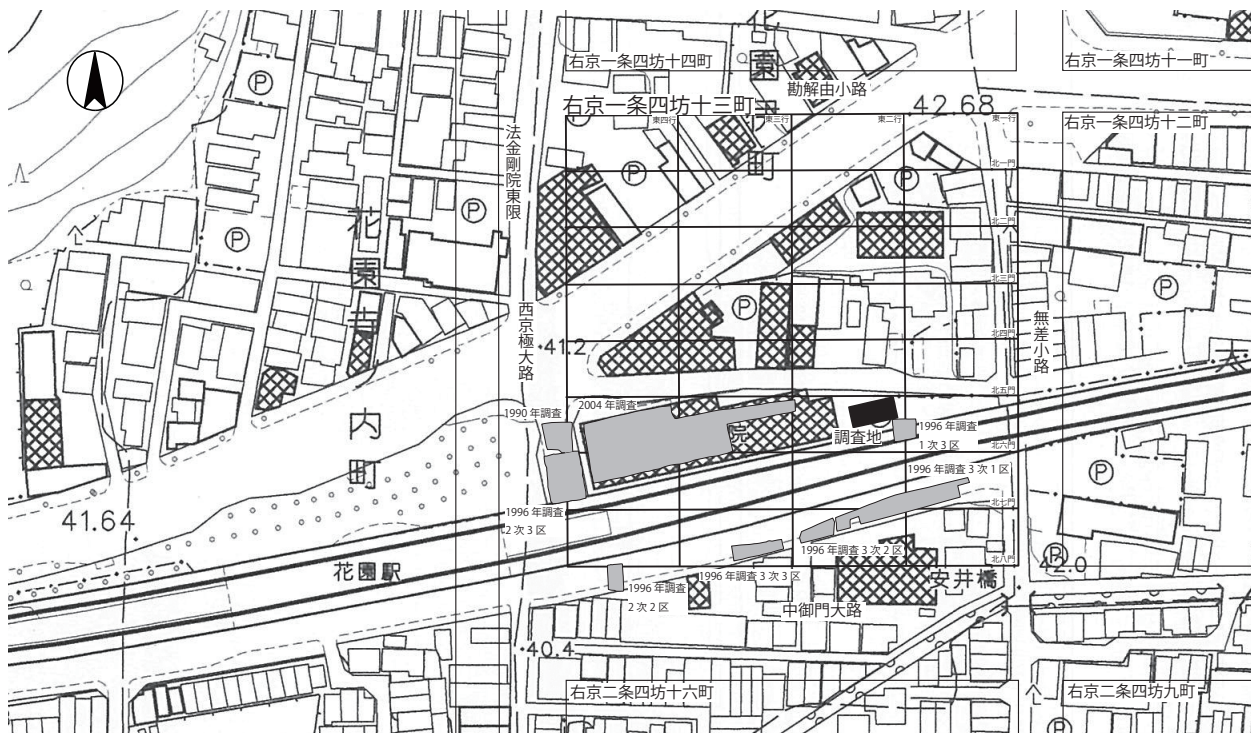 右京一条四坊十四町
右京一条四坊十一町
勘解由小路
右京一条四坊十三町
42.68
右京一条四坊十二町
東四行
東三行
東二行
東一行
北一門
北二門
北三門
北四門
北五門
北六門
北七門
北八門
法金剛院東限
西京極大路
無差小路
花園
町
花園
内
町
41.2
P
P
P
P
P
P
P
P
P
P
P
1990年調査
2004年調査
院
調査地
1996年調査
1次3区
1996年調査3次1区
1996年調査
2次3区
1996年調査3次2区
1996年調査3次3区
1996年調査
2次2区
41.64
花園駅
安井橋
42.0
中御門大路
40.4
右京二条四坊十六町
右京二条四坊九町